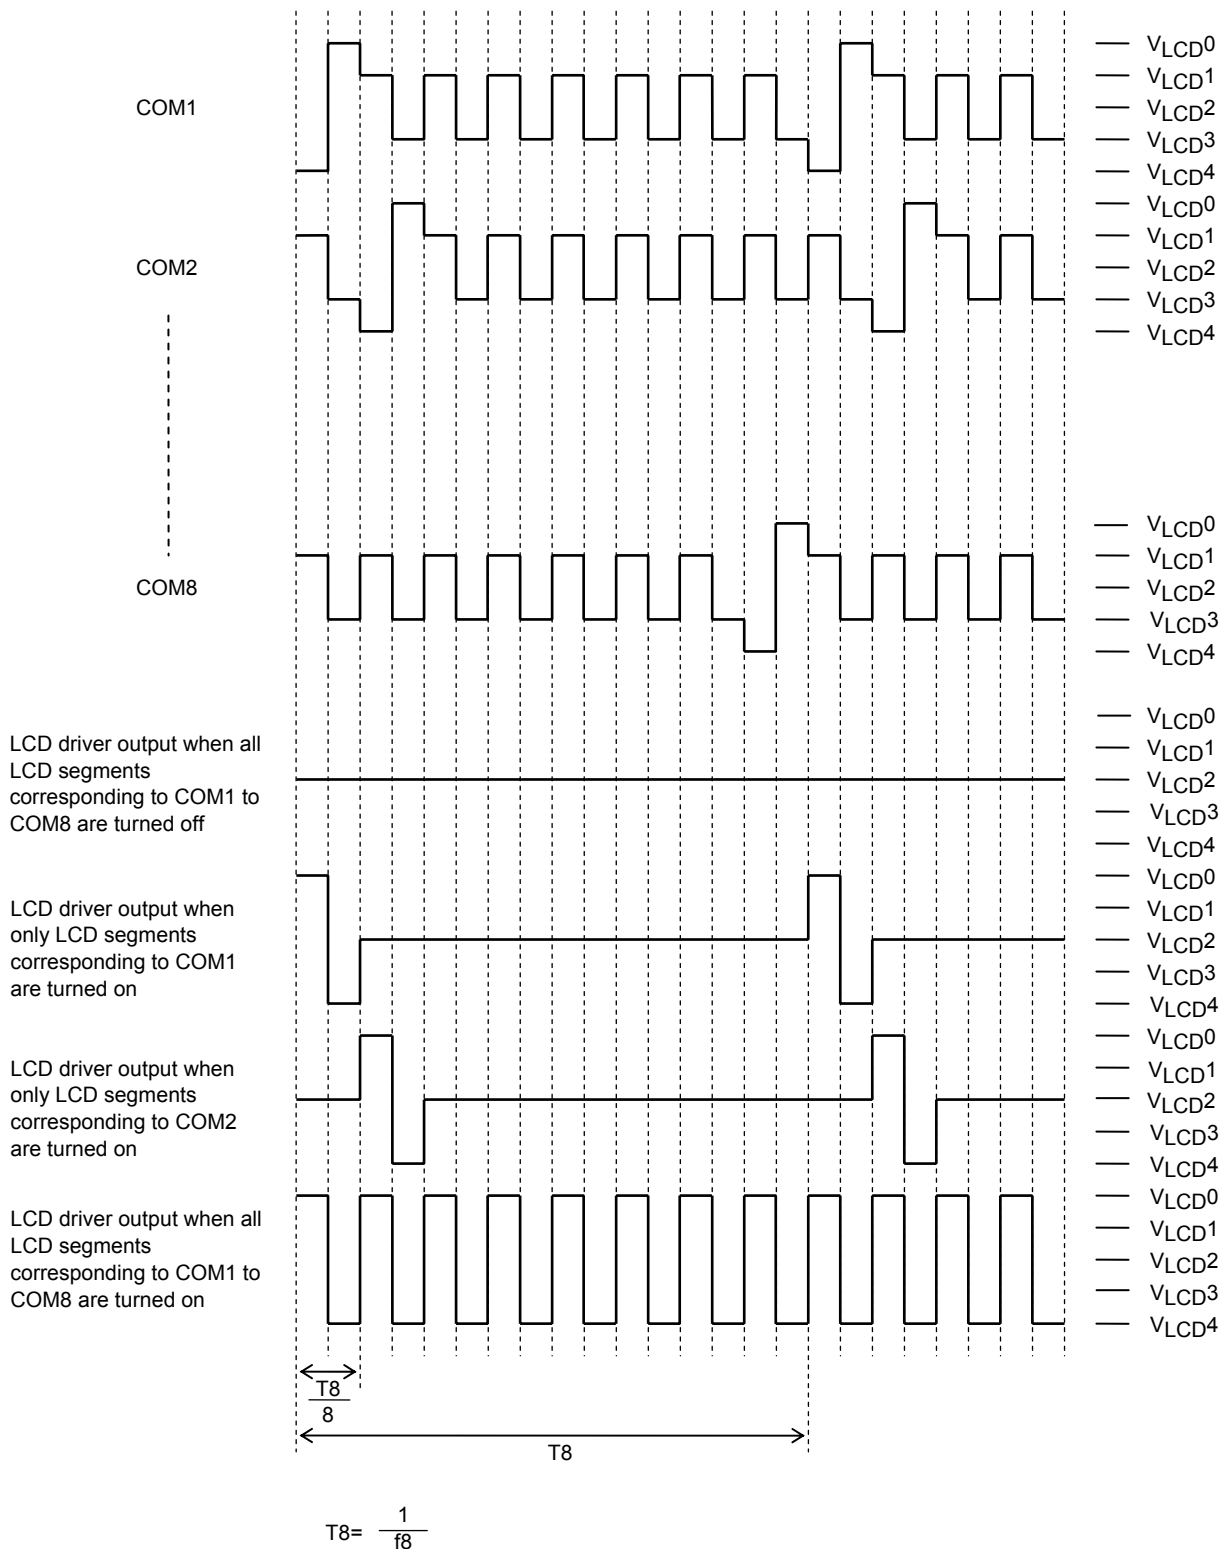 COM1
VLCD0
VLCD1
VLCD2
VLCD3
VLCD4
COM2
VLCD0
VLCD1
VLCD2
VLCD3
VLCD4
COM8
VLCD0
VLCD1
VLCD2
VLCD3
VLCD4
LCD driver output when all
LCD segments
corresponding to COM1 to
COM8 are turned off
VLCD0
VLCD1
VLCD2
VLCD3
VLCD4
LCD driver output when
only LCD segments
corresponding to COM1
are turned on
VLCD0
VLCD1
VLCD2
VLCD3
VLCD4
LCD driver output when
only LCD segments
corresponding to COM2
are turned on
VLCD0
VLCD1
VLCD2
VLCD3
VLCD4
LCD driver output when all
LCD segments
corresponding to COM1 to
COM8 are turned on
VLCD0
VLCD1
VLCD2
VLCD3
VLCD4
T8
8
T8
T8= 1
f8